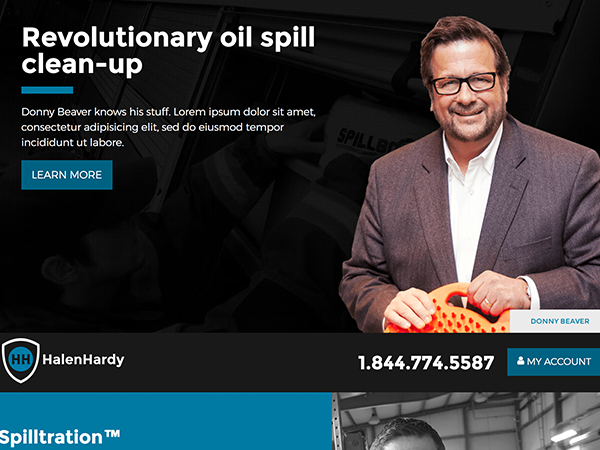 Revolutionary oil spill
clean-up
Donny Beaver knows his stuff. Lorem ipsum dolor sit amet,
consectetur adipisicing elit, sed do eiusmod tempor
incididunt ut labore.
SPILLBO
LEARN MORE
DONNY BEAVER
HH HalenHardy
1.844.774.5587
MY ACCOUNT
Spilltration™